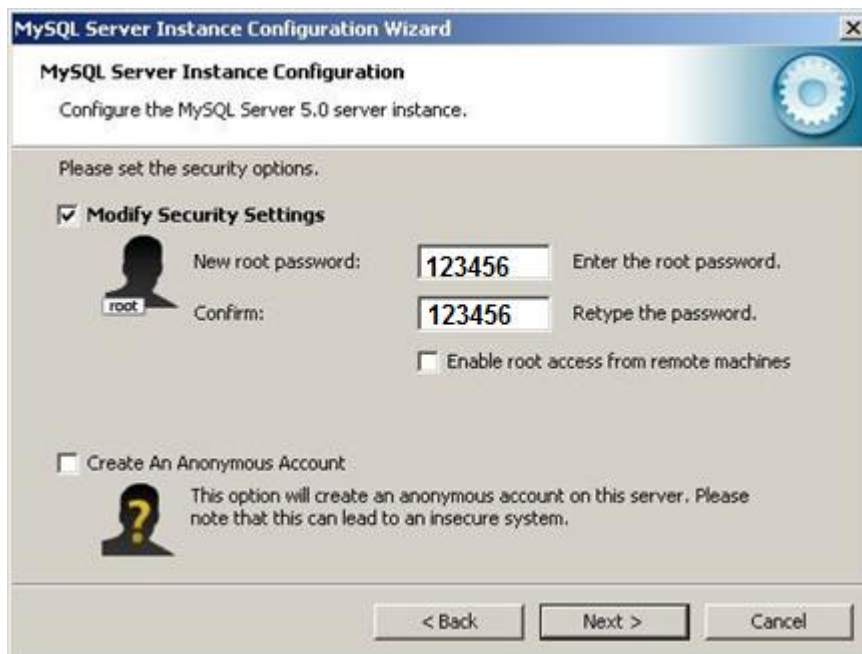 MySQL Server Instance Configuration Wizard
MySQL Server Instance Configuration
Configure the MySQL Server 5.0 server instance.
Please set the security options.
Modify Security Settings
root
New root password: 123456 Enter the root password.
Confirm: 123456 Retype the password.
Enable root access from remote machines
Create An Anonymous Account
This option will create an anonymous account on this server. Please
note that this can lead to an insecure system.
< Back Next > Cancel